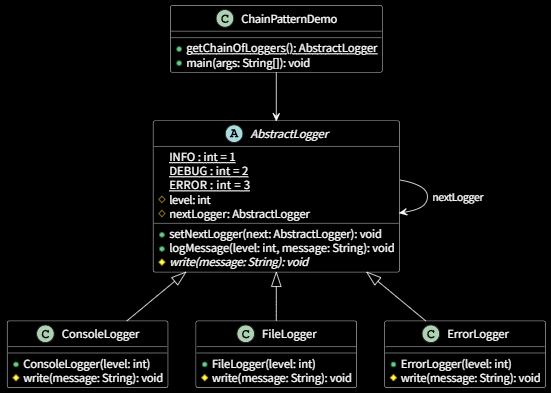 C ChainPatternDemo
getChainOfLoggers(): AbstractLogger
main(args: String[]): void
A AbstractLogger
INFO : int = 1
DEBUG : int = 2
ERROR : int = 3
level: int
nextLogger: AbstractLogger
nextLogger
setNextLogger(next: AbstractLogger): void
logMessage(level: int, message: String): void
write(message: String): void
C ConsoleLogger
ConsoleLogger(level: int)
write(message: String): void
C FileLogger
FileLogger(level: int)
write(message: String): void
C ErrorLogger
ErrorLogger(level: int)
write(message: String): void